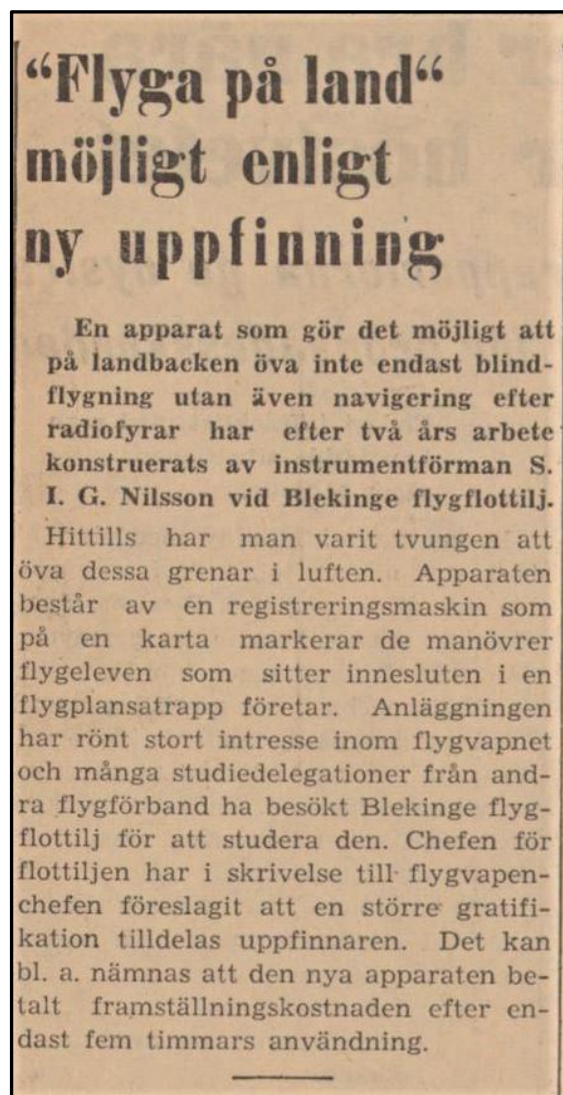 “Flyga på land“
möjligt enligt
ny uppfinning
En apparat som gör det möjligt att
på landbacken öva inte endast blind-
flygning utan även navigering efter
radiofyrar har efter två års arbete
konstruerats av instrumentförman S.
I. G. Nilsson vid Blekinge flygflottilj.
Hittills har man varit tvungen att
öva dessa grenar i luften. Apparaten
består av en registreringsmaskin som
på en karta markerar de manövrer
flygeleven som sitter innesluten i en
flygplansatrapp företar. Anläggningen
har rönt stort intresse inom flygvapnet
och många studiedelegationer från and-
ra flygförband ha besökt Blekinge flyg-
flottilj för att studera den. Chefen för
flottiljen har i skrivelse till flygvapen-
chefen föreslagit att en större gratifi-
kation tilldelas uppfinnaren. Det kan
bl. a. nämnas att den nya apparaten be-
talt framställningskostnaden efter en-
dast fem timmars användning.